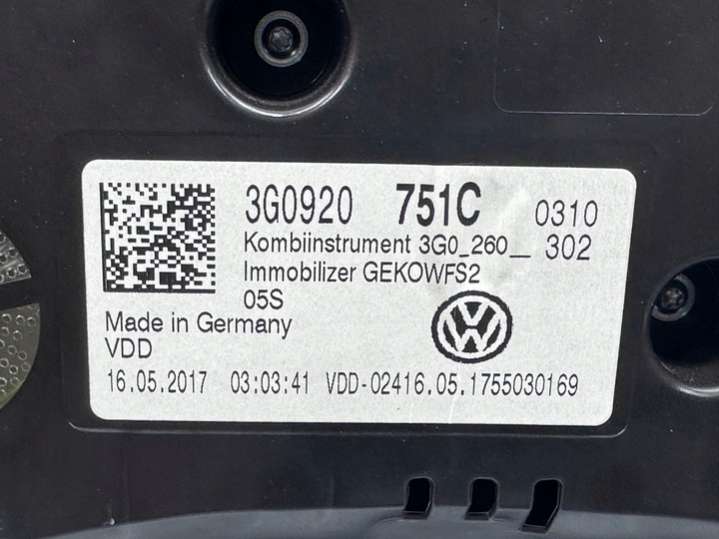 3G0920 751C 0310
Kombiinstrument 3G0_260__ 302
Immobilizer GEKOWFS2
05S
Made in Germany
VDD
16.05.2017 03:03:41 VDD-02416.05.1755030169